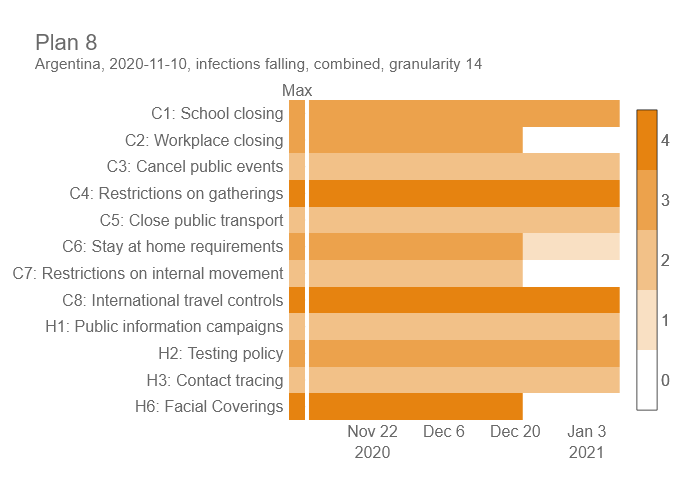 Plan 8
Argentina, 2020-11-10, infections falling, combined, granularity 14
Max
C1: School closing
C2: Workplace closing
C3: Cancel public events
C4: Restrictions on gatherings
C5: Close public transport
C6: Stay at home requirements
C7: Restrictions on internal movement
C8: International travel controls
H1: Public information campaigns
H2: Testing policy
H3: Contact tracing
H6: Facial Coverings
4
3
2
1
0
Nov 22 Dec 6 Dec 20 Jan 3
2020 2021